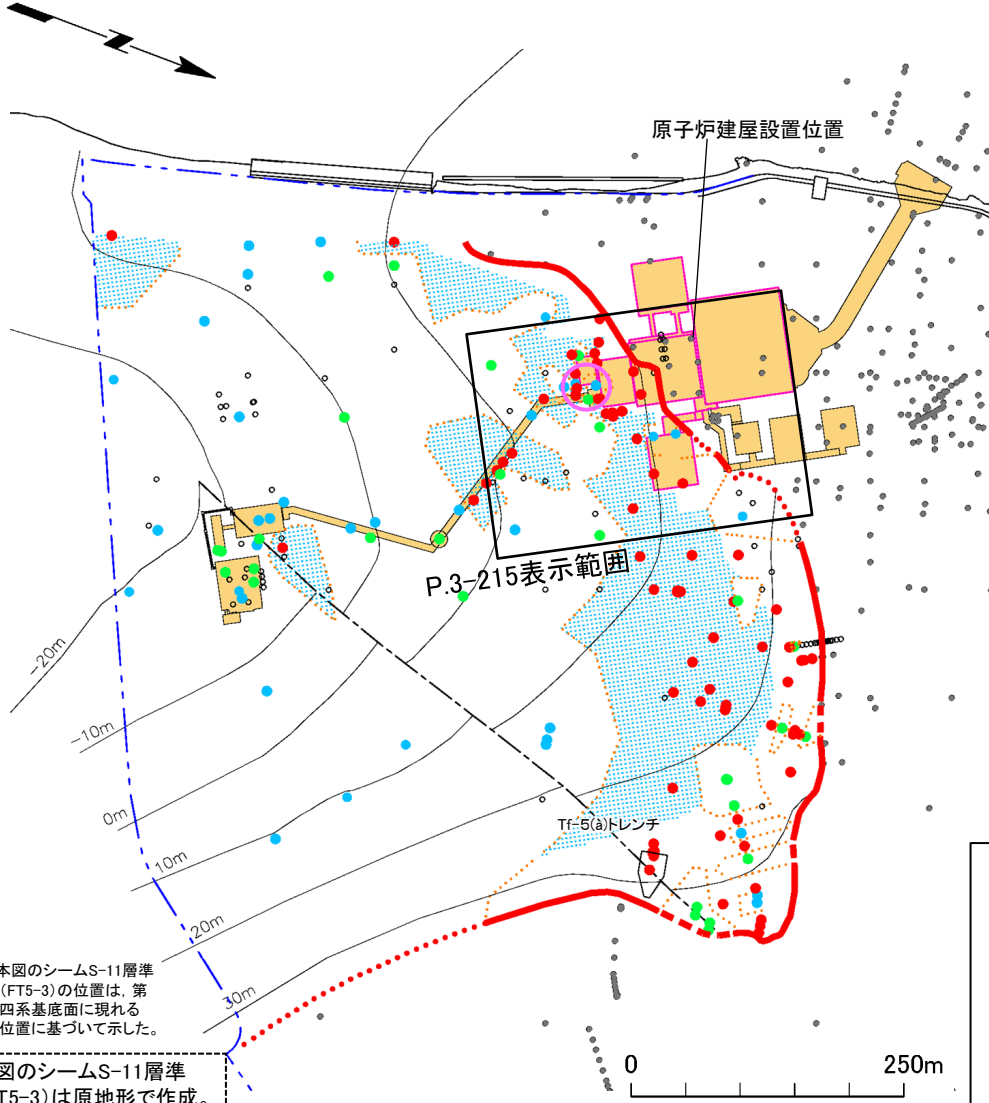 原子炉建屋設置位置
P.3-215表示範囲
-20m
-10m
0m
10m
20m
30m
Tf-5(a)トレンチ
本図のシームS-11層準
(FT5-3)の位置は，第
四系基底面に現れる
位置に基づいて示した。
図のシームS-11層準
T5-3)は原地形で作成。
0
250m